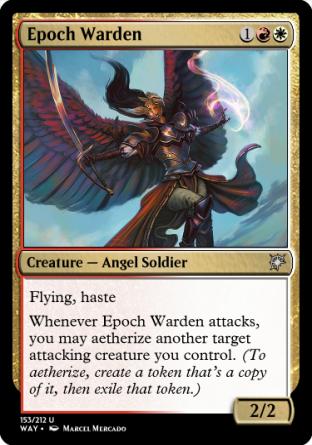 Epoch Warden 1
Creature — Angel Soldier
Flying, haste
Whenever Epoch Warden attacks,
you may aetherize another target
attacking creature you control. (To
aetherize, create a token that's a copy
of it, then exile that token.)
2/2
153/212 U
WAY • Marcel Mercado